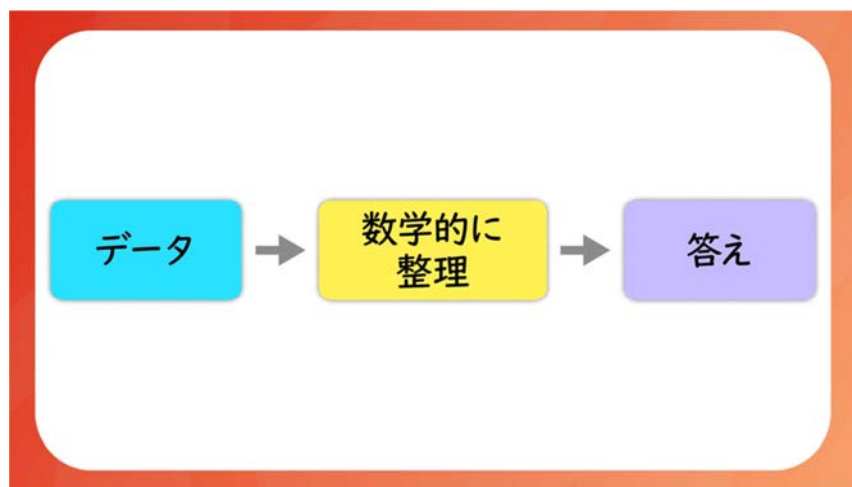 データ
数学的に
整理
答え